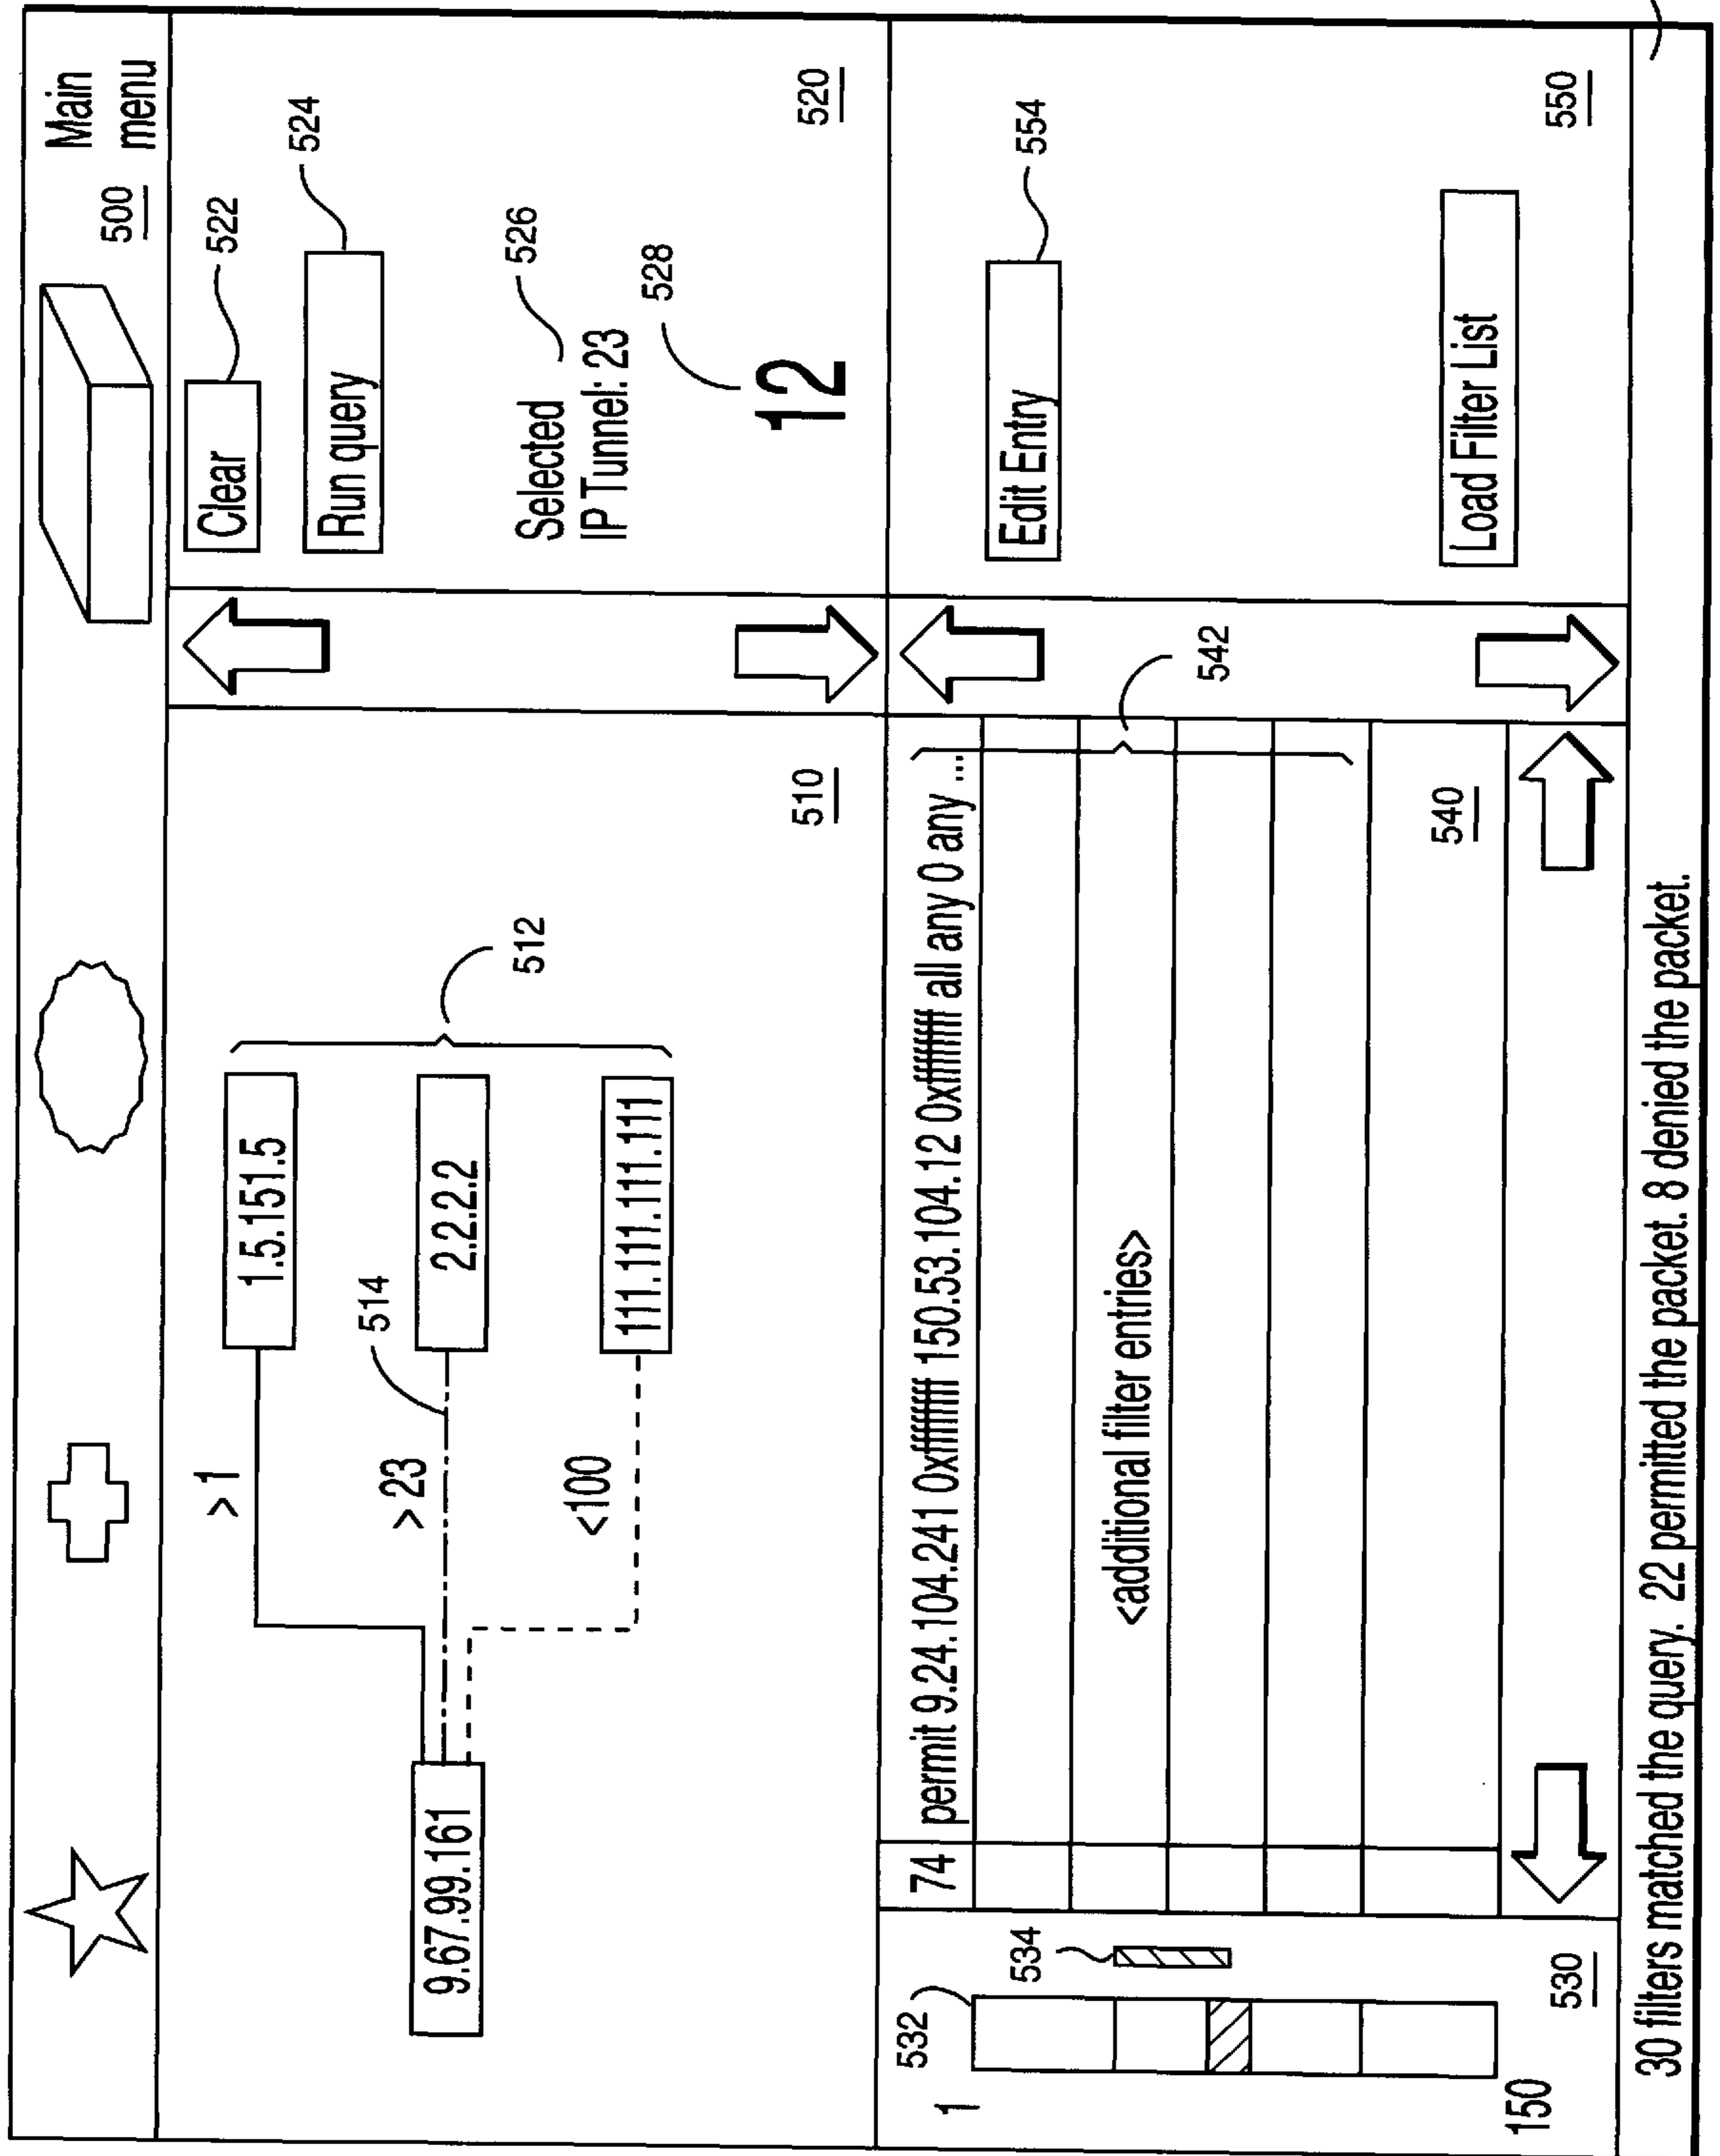 Main
menu
500
Clear
522
Run query
524
Selected
IP Tunnel: 23
526
528
12
520
9.67.99.161
>1
1.5.151.5
>23
514
2.2.2.2
512
<100
111.111.111.111
510
1
532
534
150
530
74 permit 9.24.104.241 0xffffffff 150.53.104.12 0xffffffff all any 0 any ...
<additional filter entries>
542
540
Edit Entry
554
Load Filter List
550
30 filters matched the query. 22 permitted the packet. 8 denied the packet.